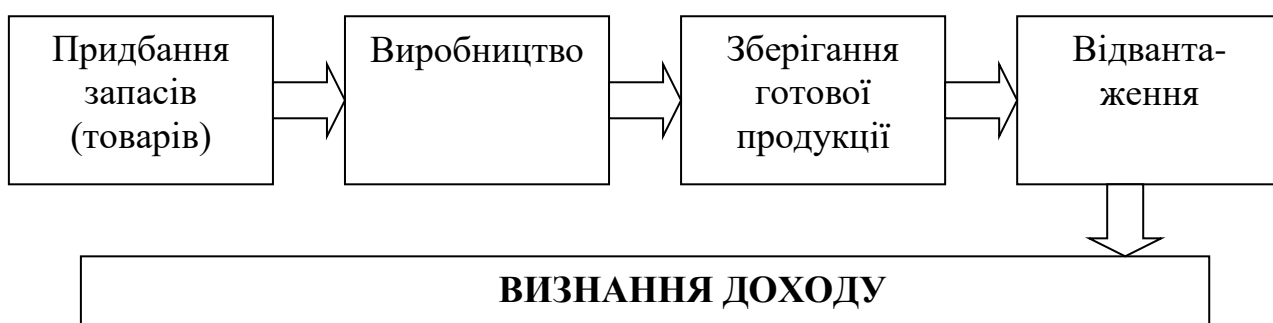 Придбання
запасів
(товарів)
Виробництво
Зберігання
готової
продукції
Відванта-
ження
ВИЗНАННЯ ДОХОДУ